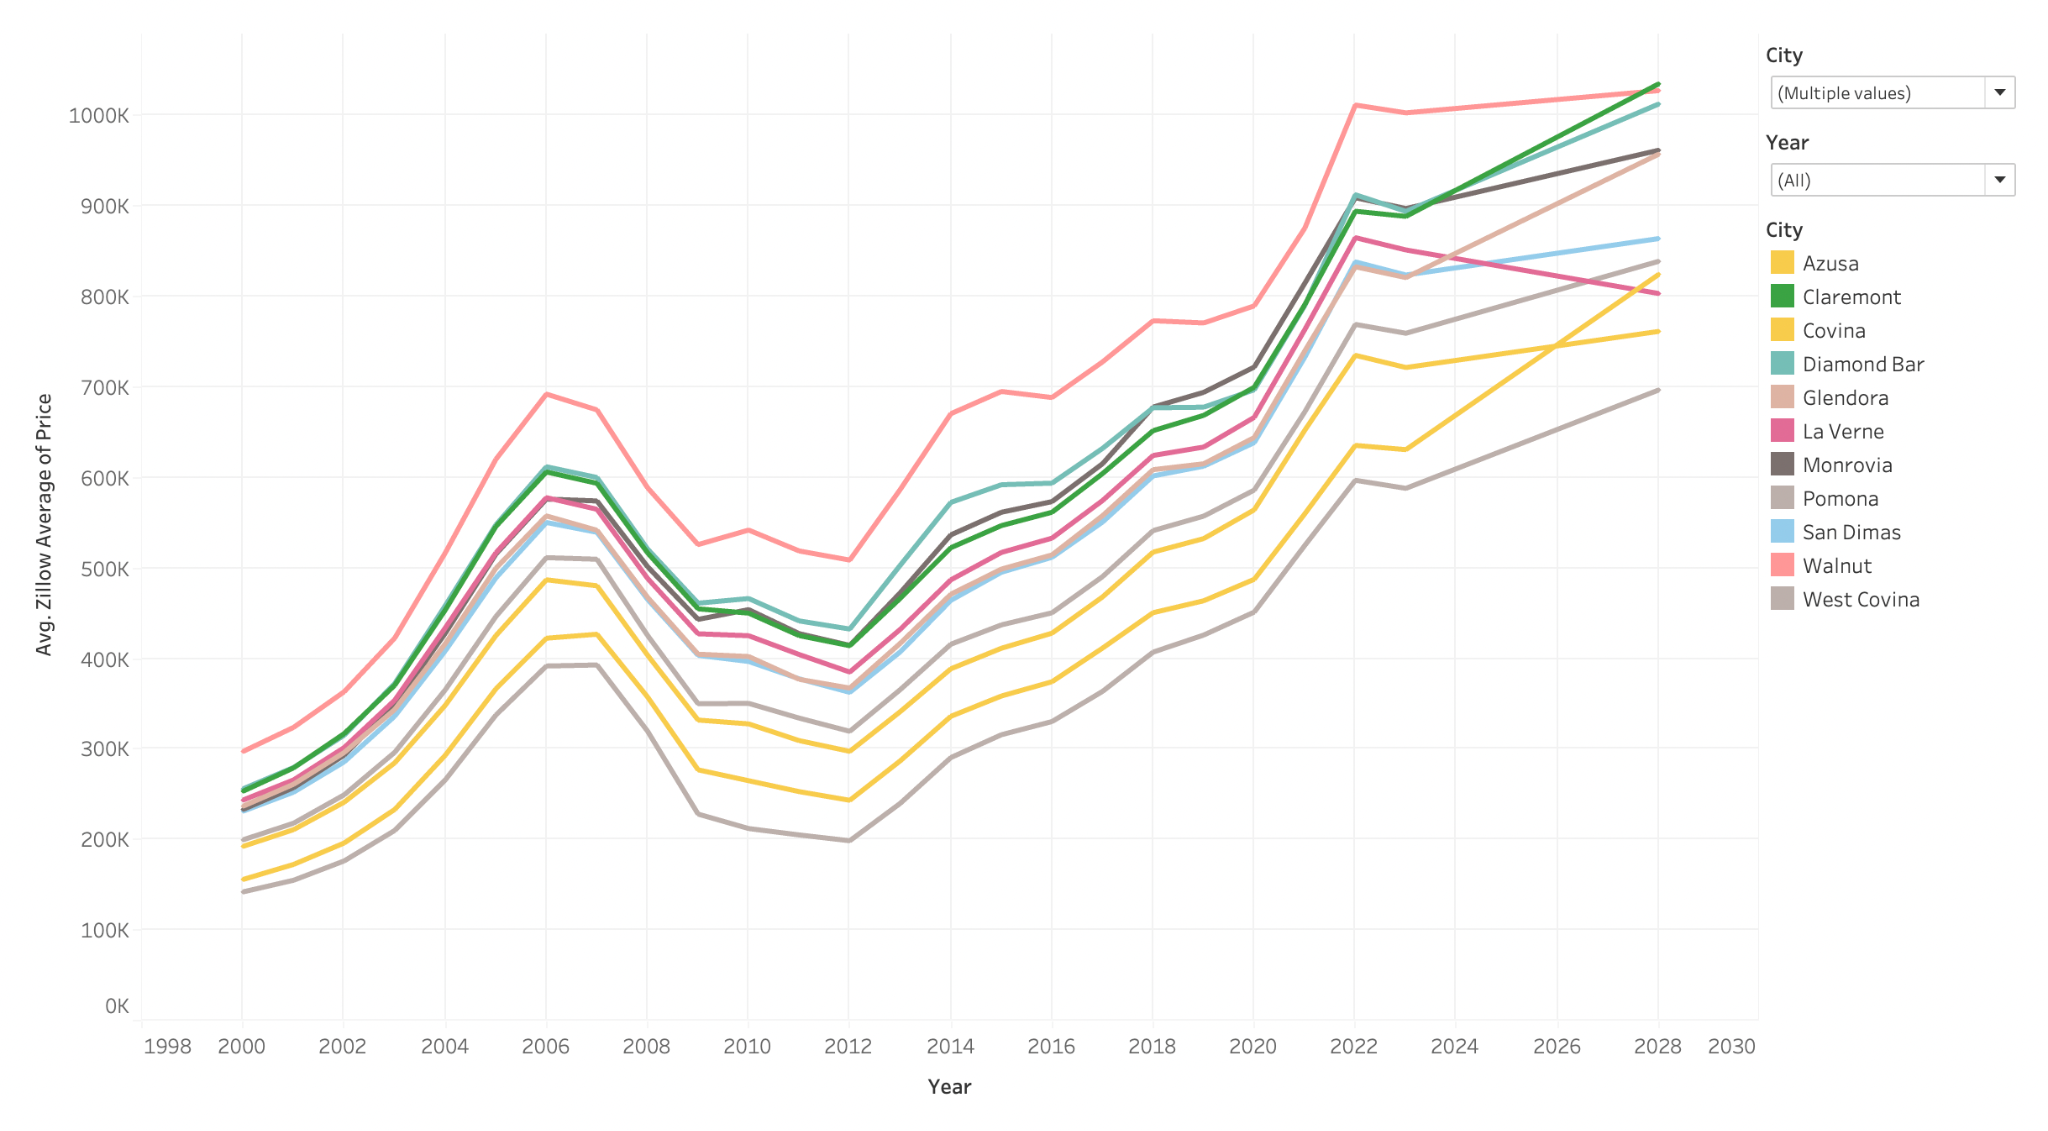 City
(Multiple values)
Year
(All)
City
Azusa
Claremont
Covina
Diamond Bar
Glendora
La Verne
Monrovia
Pomona
San Dimas
Walnut
West Covina
Avg. Zillow Average of Price
1000K
900K
800K
700K
600K
500K
400K
300K
200K
100K
0K
1998 2000 2002 2004 2006 2008 2010 2012 2014 2016 2018 2020 2022 2024 2026 2028 2030
Year